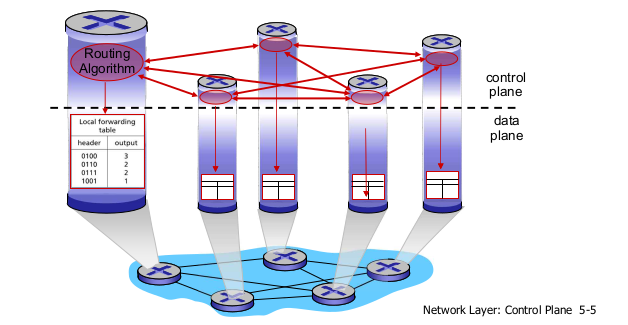 Routing
Algorithm
control
plane
data
plane
Local forwarding
table
header output
0100 3
0110 2
0111 2
1001 1
Network Layer: Control Plane 5-5